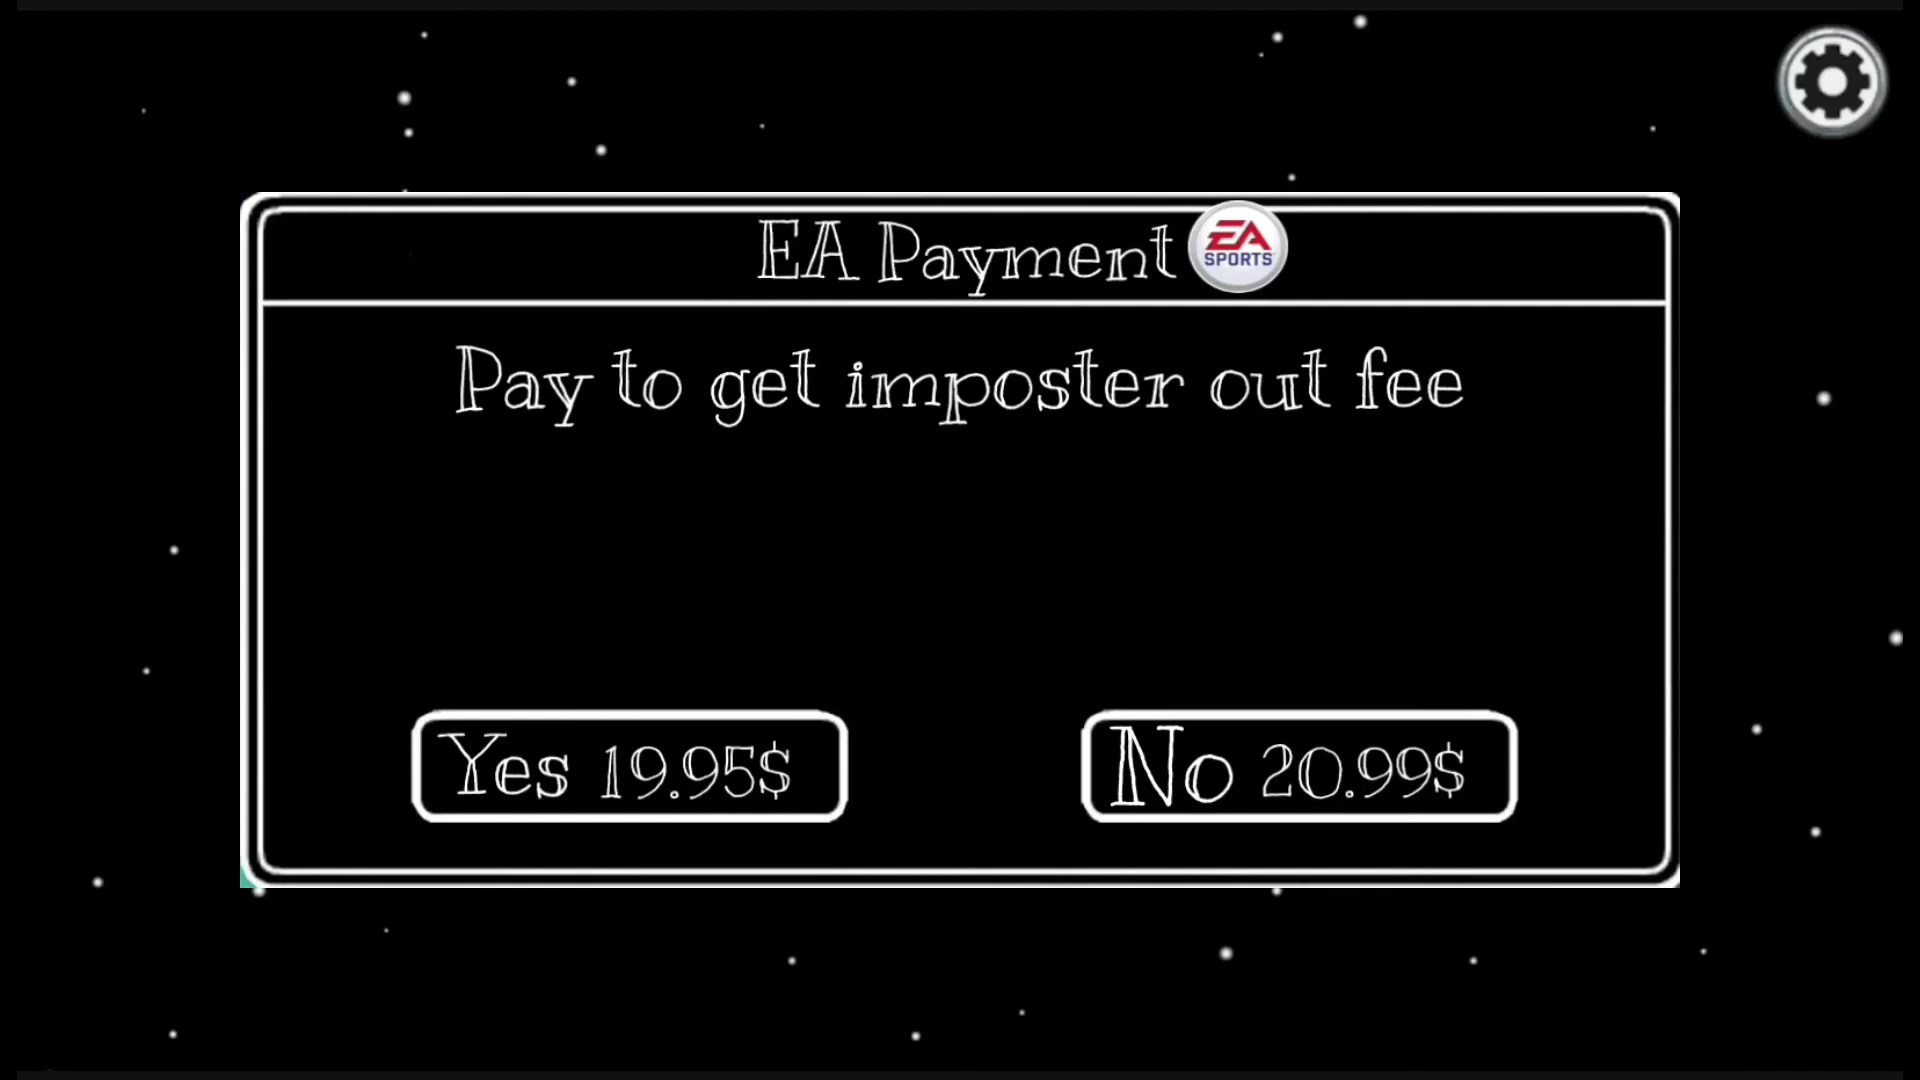 EA Payment
EA
SPORTS
Pay to get imposter out fee
Yes 19.95$
No 20.99$